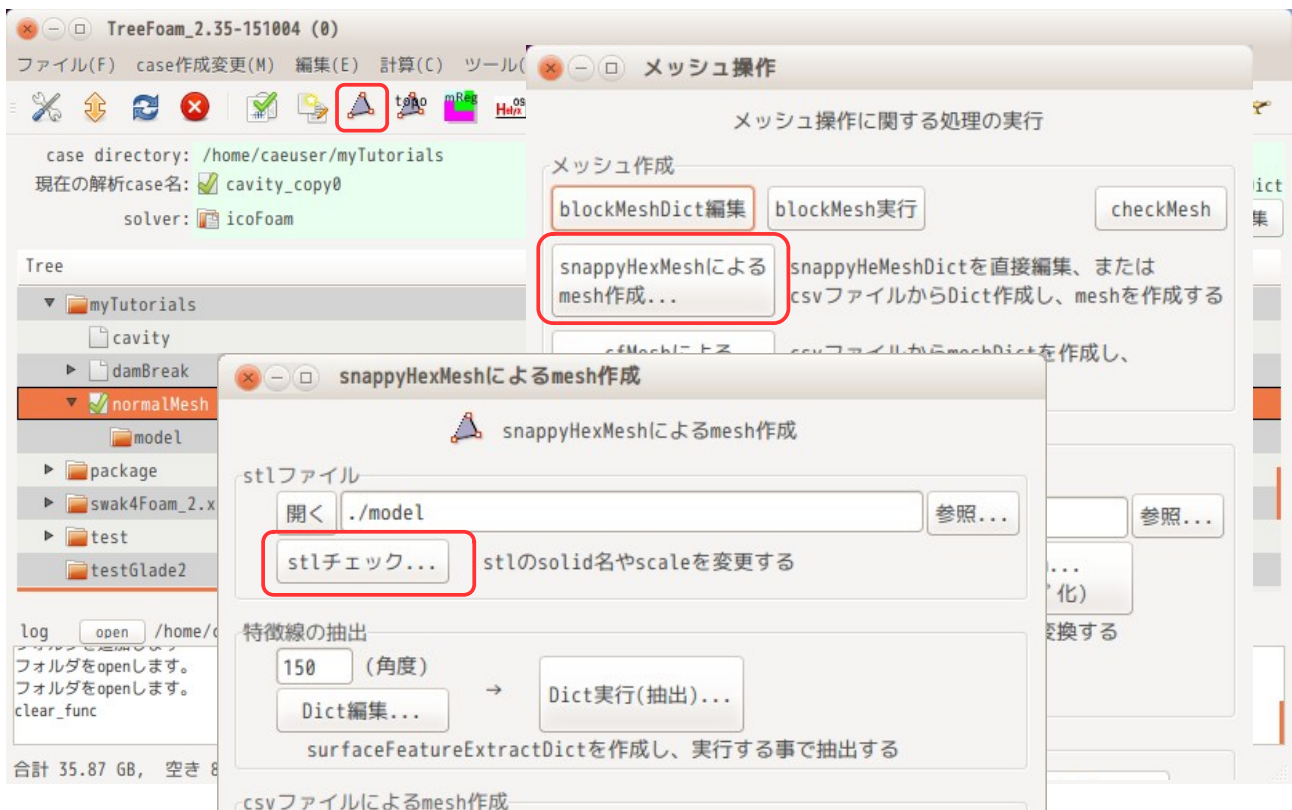 TreeFoam_2.35-151004 (0)
ファイル(F) case作成変更(M) 編集(E) 計算(C) ツール(
topo mReg Helyx OS
case directory: /home/caeuser/myTutorials
現在の解析case名: cavity_copy0
solver: icoFoam
Tree
myTutorials
cavity
damBreak
normalMesh
model
package
swak4Foam_2.x
test
testGlade2
log open /home/c
フォルダをopenします。
フォルダをopenします。
clear_func
合計 35.87 GB, 空き 8
メッシュ操作
メッシュ操作に関する処理の実行
メッシュ作成
blockMeshDict編集 blockMesh実行 checkMesh
snappyHexMeshによる
mesh作成...
snappyHeMeshDictを直接編集、または
csvファイルからDict作成し、meshを作成する
cfMeshによる csvファイルからmeshDictを作成し、
ict
集
参照...
...
化)
変換する
snappyHexMeshによるmesh作成
snappyHexMeshによるmesh作成
stlファイル
開く ./model 参照...
stlチェック... stlのsolid名やscaleを変更する
特徴線の抽出
150 (角度)
→
Dict編集...
Dict実行(抽出)...
surfaceFeatureExtractDictを作成し、実行する事で抽出する
csvファイルによるmesh作成